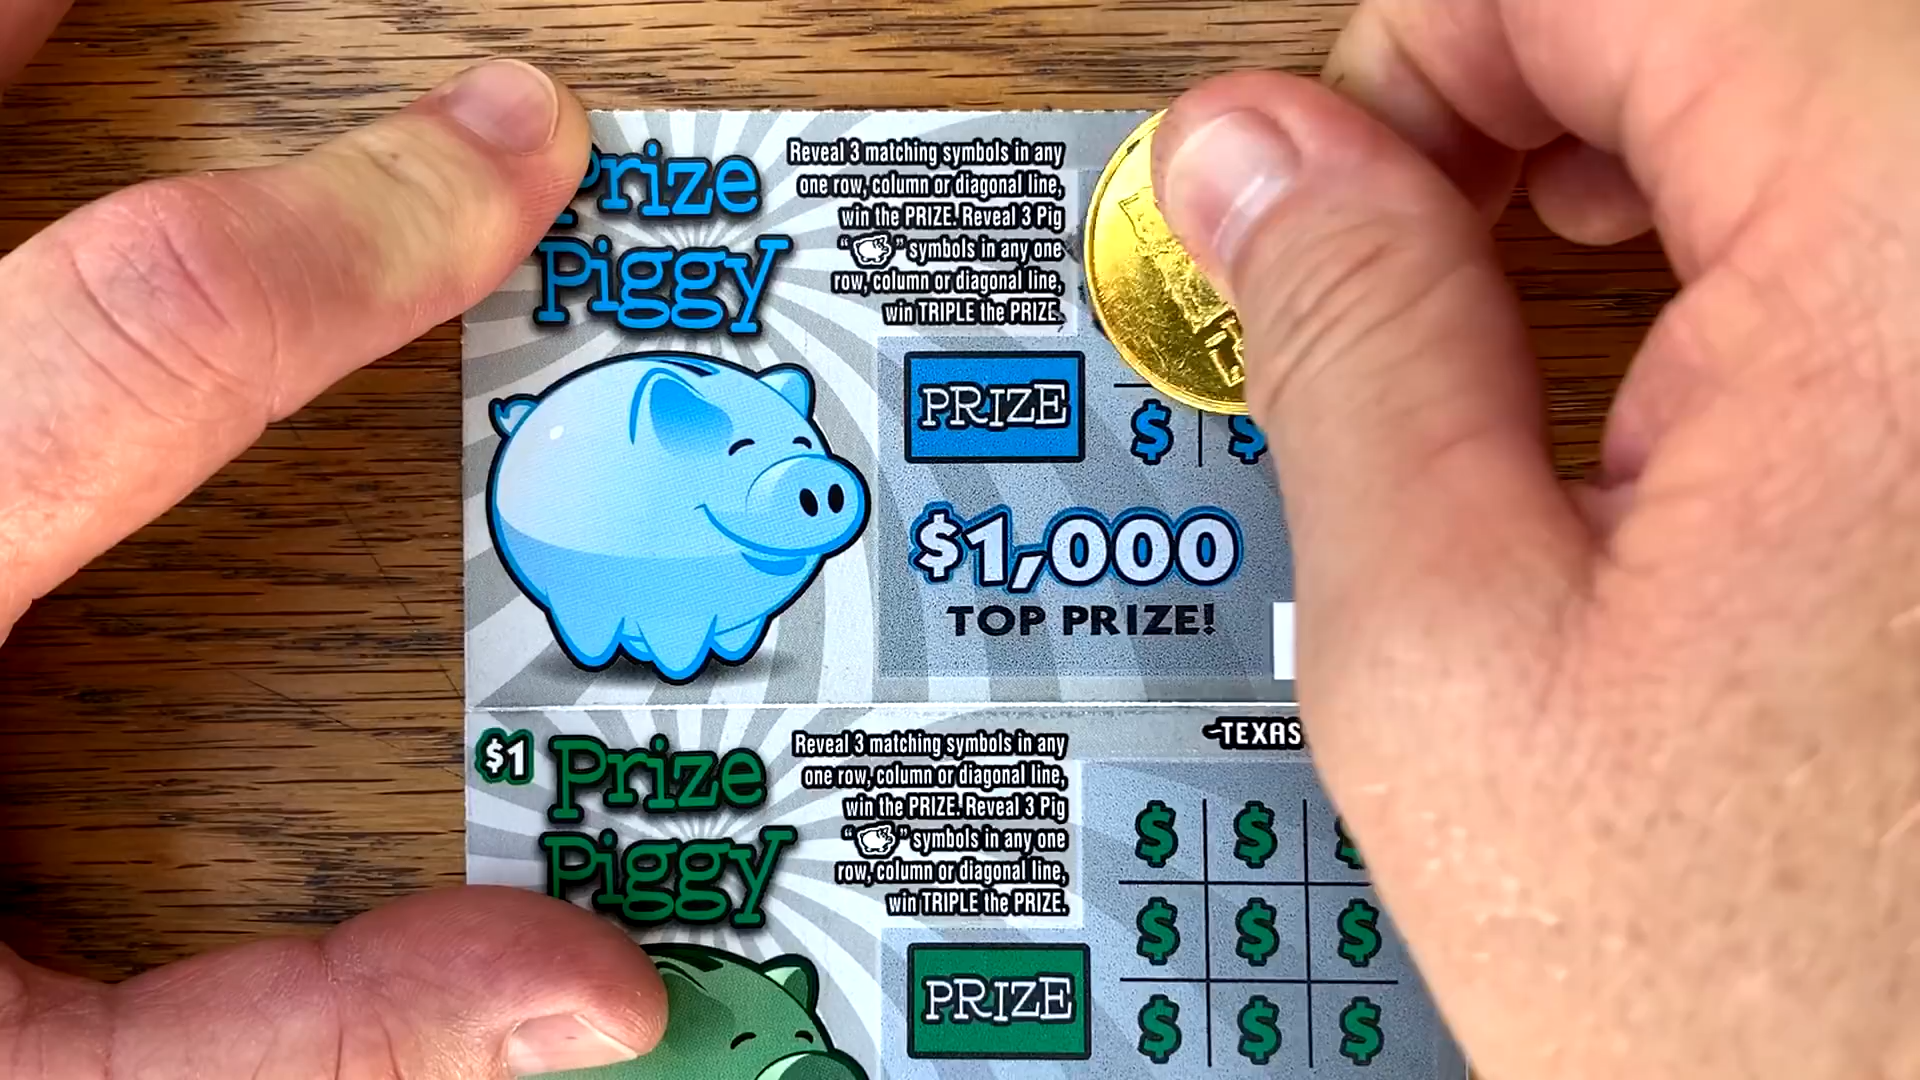 Prize
Piggy
Reveal 3 matching symbols in any
one row, column or diagonal line,
win the PRIZE. Reveal 3 Pig
“ ” symbols in any one
row, column or diagonal line,
win TRIPLE the PRIZE.
PRIZE
$ $
$1,000
TOP PRIZE!
$1
Prize
Piggy
Reveal 3 matching symbols in any
one row, column or diagonal line,
win the PRIZE. Reveal 3 Pig
“ ” symbols in any one
row, column or diagonal line,
win TRIPLE the PRIZE.
TEXAS
$ $ $
$ $ $
$ $ $
PRIZE